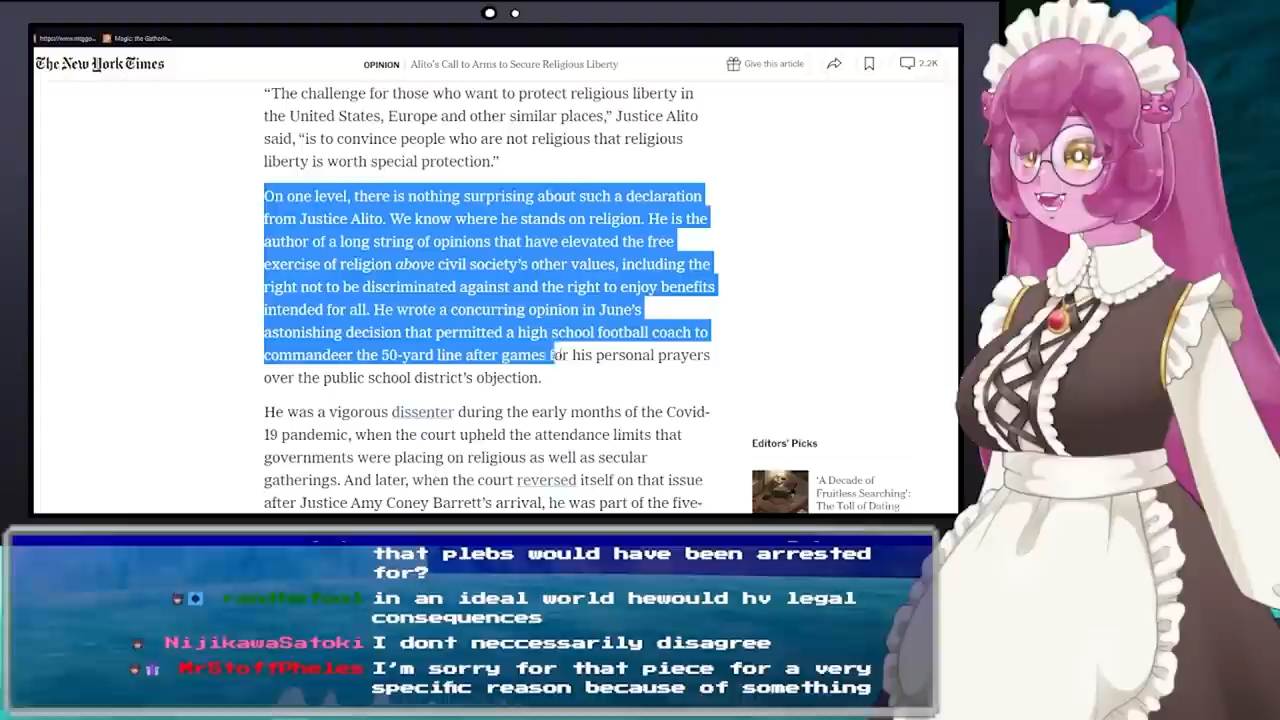 https://www.mtggo... Magic: the Gatherin...
The New York Times
OPINION | Alito's Call to Arms to Secure Religious Liberty
Give this article
2.2K
“The challenge for those who want to protect religious liberty in
the United States, Europe and other similar places,” Justice Alito
said, “is to convince people who are not religious that religious
liberty is worth special protection.”
On one level, there is nothing surprising about such a declaration
from Justice Alito. We know where he stands on religion. He is the
author of a long string of opinions that have elevated the free
exercise of religion above civil society’s other values, including the
right not to be discriminated against and the right to enjoy benefits
intended for all. He wrote a concurring opinion in June’s
astonishing decision that permitted a high school football coach to
commandeer the 50-yard line after games for his personal prayers
over the public school district’s objection.
He was a vigorous dissenter during the early months of the Covid-
19 pandemic, when the court upheld the attendance limits that
governments were placing on religious as well as secular
gatherings. And later, when the court reversed itself on that issue
after Justice Amy Coney Barrett’s arrival, he was part of the five-
Editors’ Picks
‘A Decade of
Fruitless Searching’:
The Toll of Dating
that plebs would have been arrested
for?
in an ideal world hewould hv legal
consequences
NijikawaSatoki I dont neccessarily disagree
MrStoffPheles I’m sorry for that piece for a very
specific reason because of something